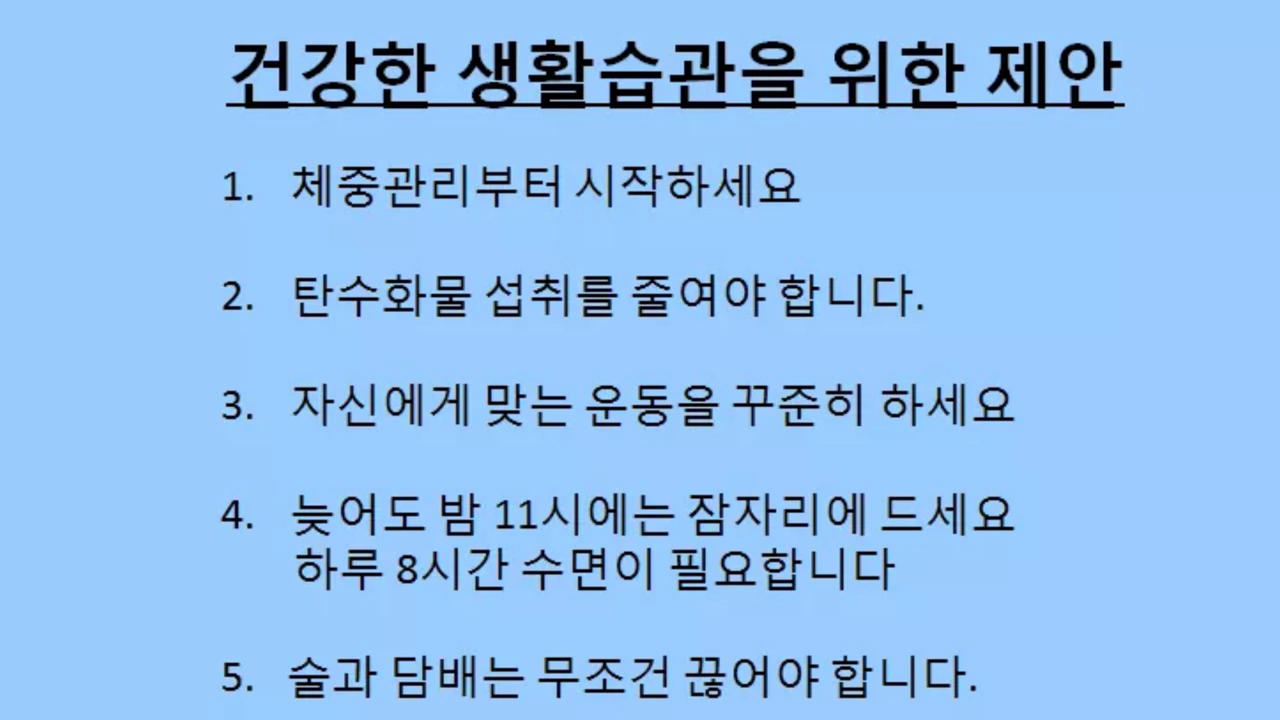 건강한 생활습관을 위한 제안
1. 체중관리부터 시작하세요
2. 탄수화물 섭취를 줄여야 합니다.
3. 자신에게 맞는 운동을 꾸준히 하세요
4. 늦어도 밤 11시에는 잠자리에 드세요
하루 8시간 수면이 필요합니다
5. 술과 담배는 무조건 끊어야 합니다.